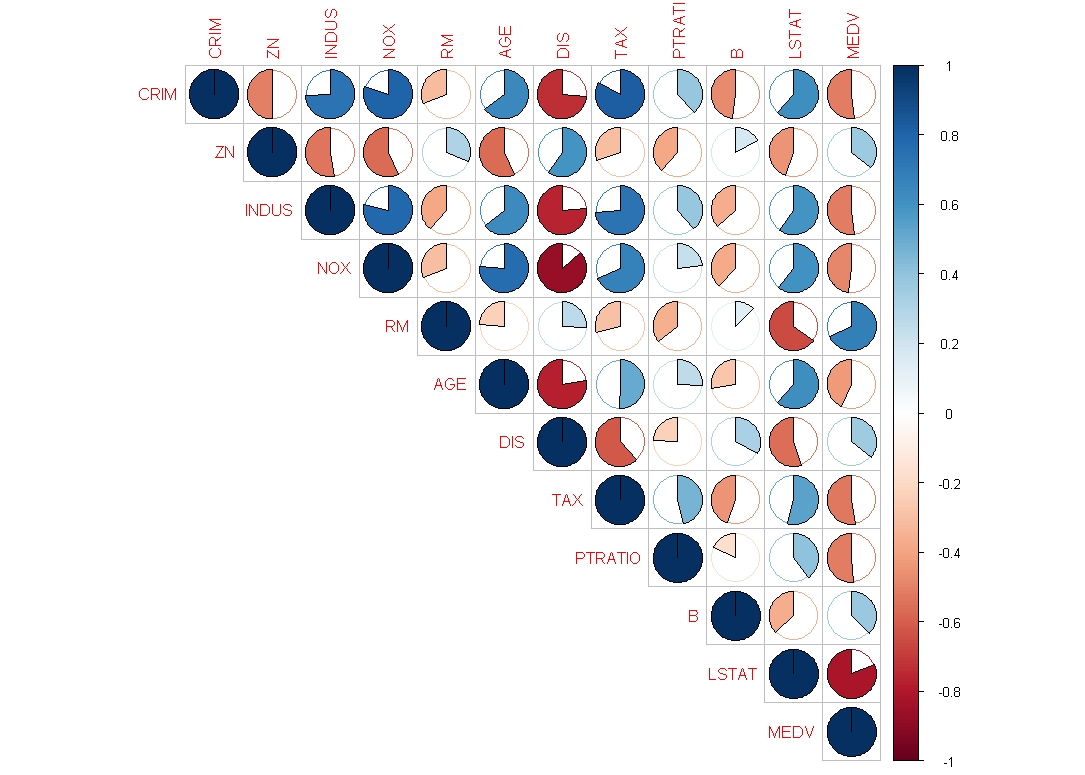 CRIM
ZN
INDUS
NOX
RM
AGE
DIS
TAX
PTRATI
B
LSTAT
MEDV
CRIM
ZN
INDUS
NOX
RM
AGE
DIS
TAX
PTRATIO
B
LSTAT
MEDV
1
0.8
0.6
0.4
0.2
0
-0.2
-0.4
-0.6
-0.8
-1